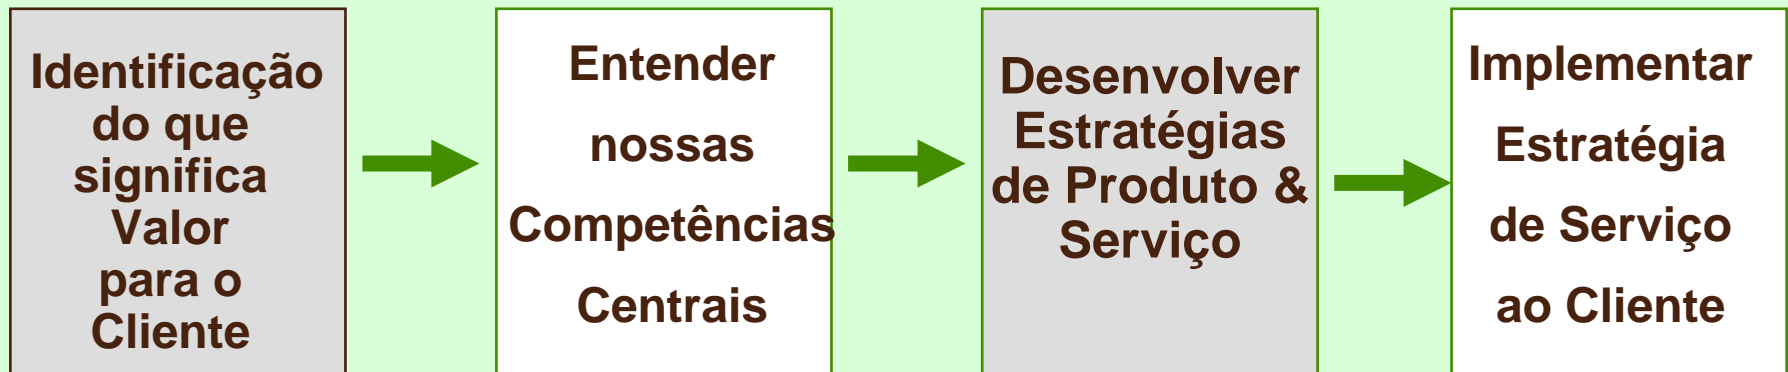 Identificação
do que
significa
Valor
para o
Cliente
Entender
nossas
Competências
Centrais
Desenvolver
Estratégias
de Produto &
Serviço
Implementar
Estratégia
de Serviço
ao Cliente